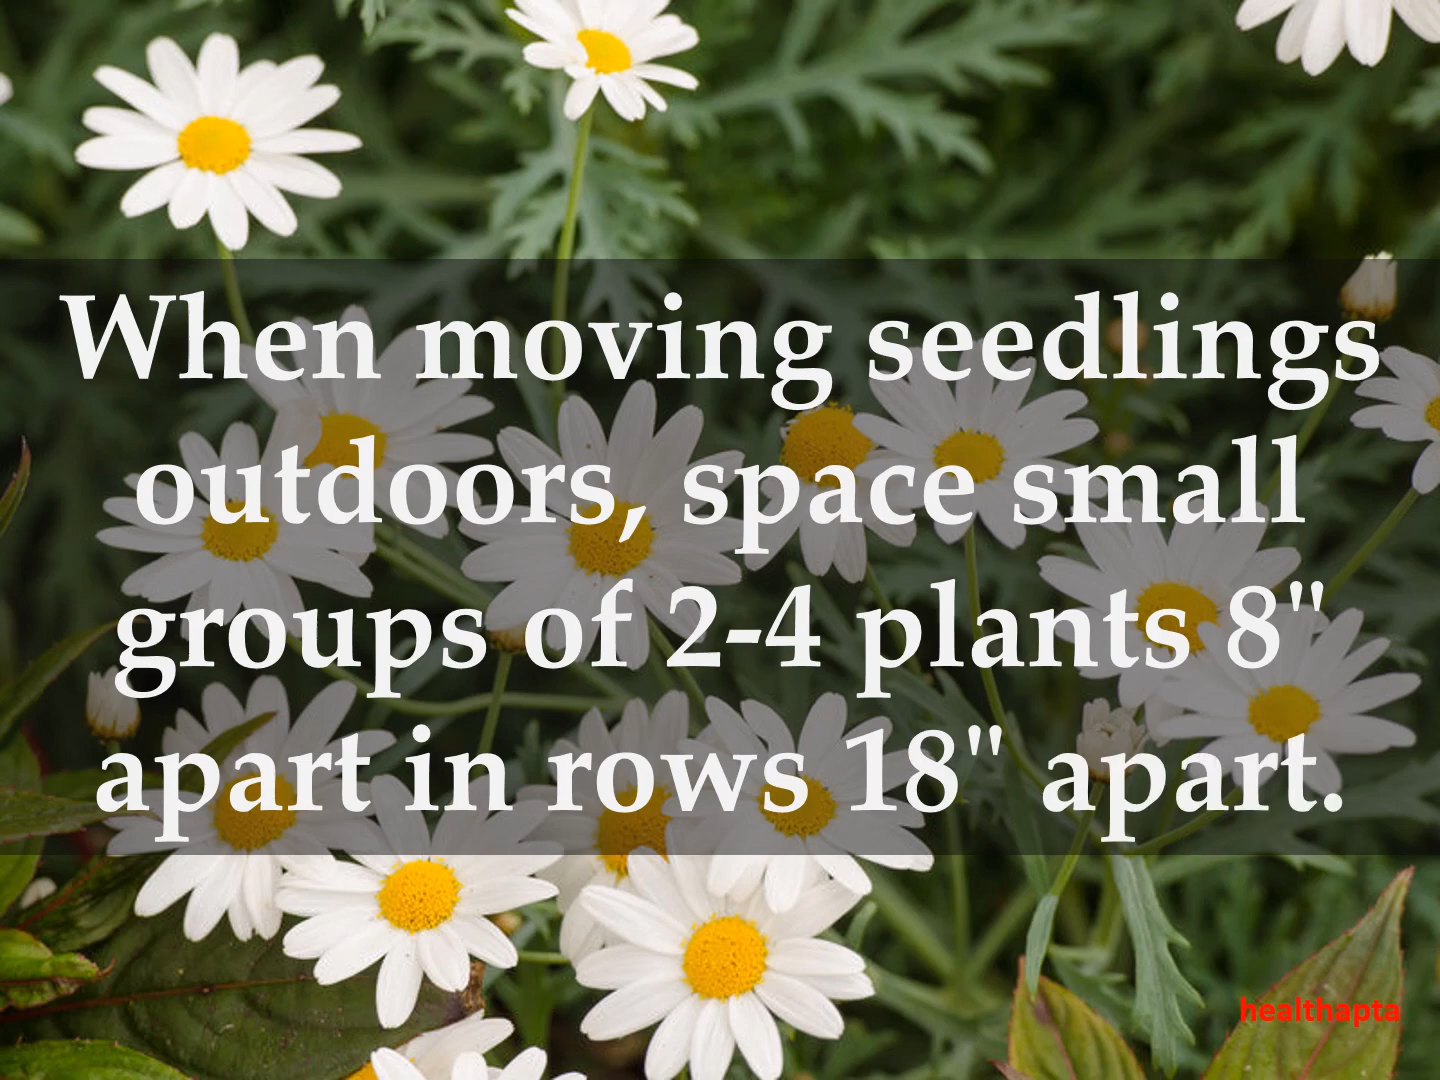 When moving seedlings
outdoors, space small
groups of 2-4 plants 8"
apart in rows 18" apart.
healthapta